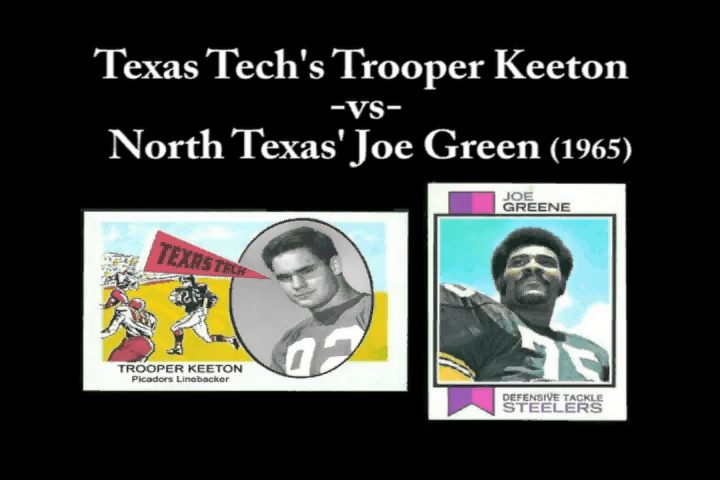 Texas Tech's Trooper Keeton
-vs-
North Texas' Joe Green (1965)
TEXAS TECH
TROOPER KEETON
Picadors Linebacker
JOE
GREENE
DEFENSIVE TACKLE
STEELERS